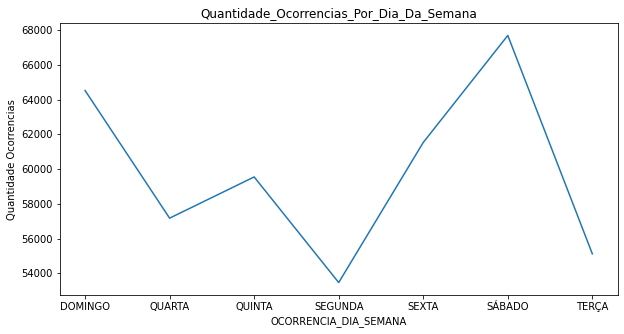 Quantidade_Ocorrencias_Por_Dia_Da_Semana
68000
66000
64000
62000
60000
58000
56000
54000
Quantidade Ocorrencias
DOMINGO QUARTA QUINTA SEGUNDA SEXTA SÁBADO TERÇA
OCORRENCIA_DIA_SEMANA